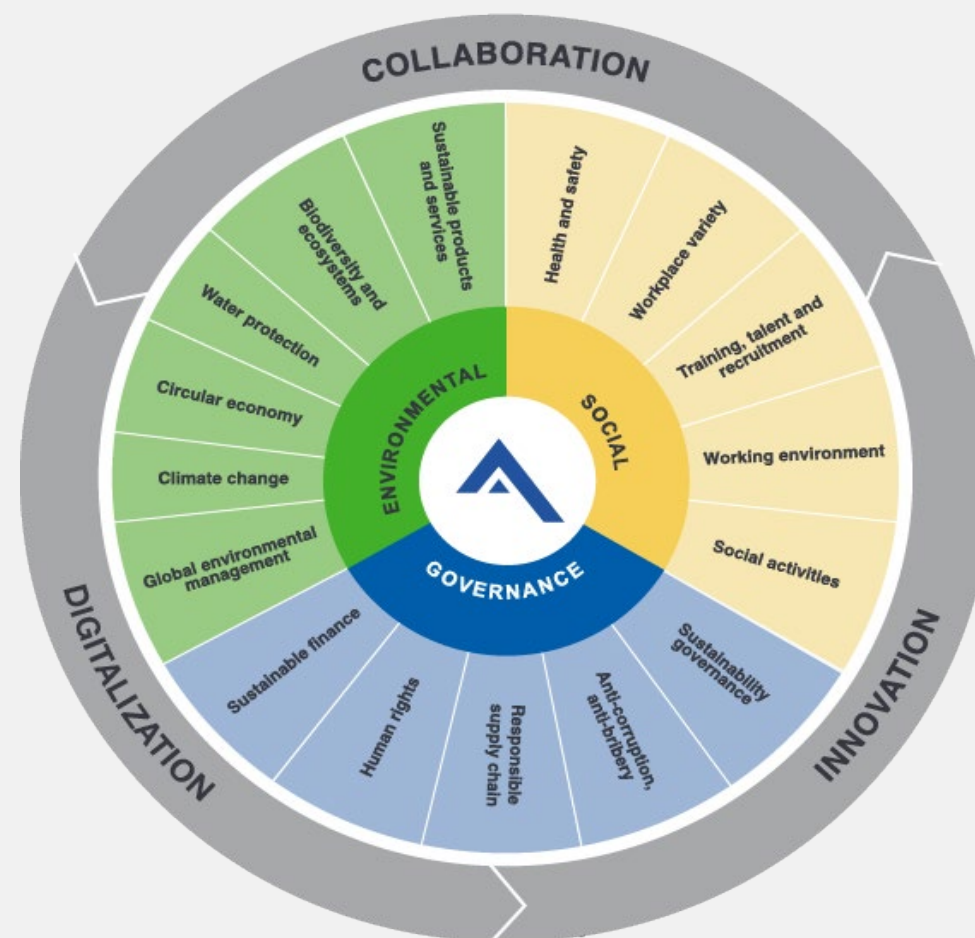 COLLABORATION
INNOVATION
DIGITALIZATION
ENVIRONMENTAL
SOCIAL
GOVERNANCE
Health and safety
Workplace variety
Training, talent and
recruitment
Working environment
Social activities
Sustainability
governance
Anti-corruption,
anti-bribery
Responsible
supply chain
Human rights
Sustainable finance
Global environmental
management
Climate change
Circular economy
Water protection
Biodiversity and
ecosystems
Sustainable products
and services